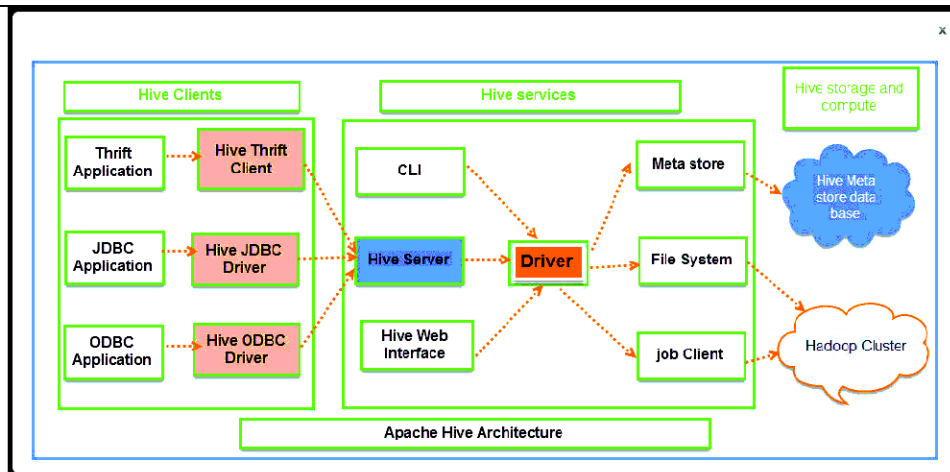 x
Hive Clients
Hive services
Hive storage and
compute
Thrift
Application
Hive Thrift
Client
CLI
Meta store
Hive Meta
store data
base
JDBC
Application
Hive JDBC
Driver
Hive Server
Driver
File System
ODBC
Application
Hive ODBC
Driver
Hive Web
Interface
job Client
Hadoop Cluster
Apache Hive Architecture